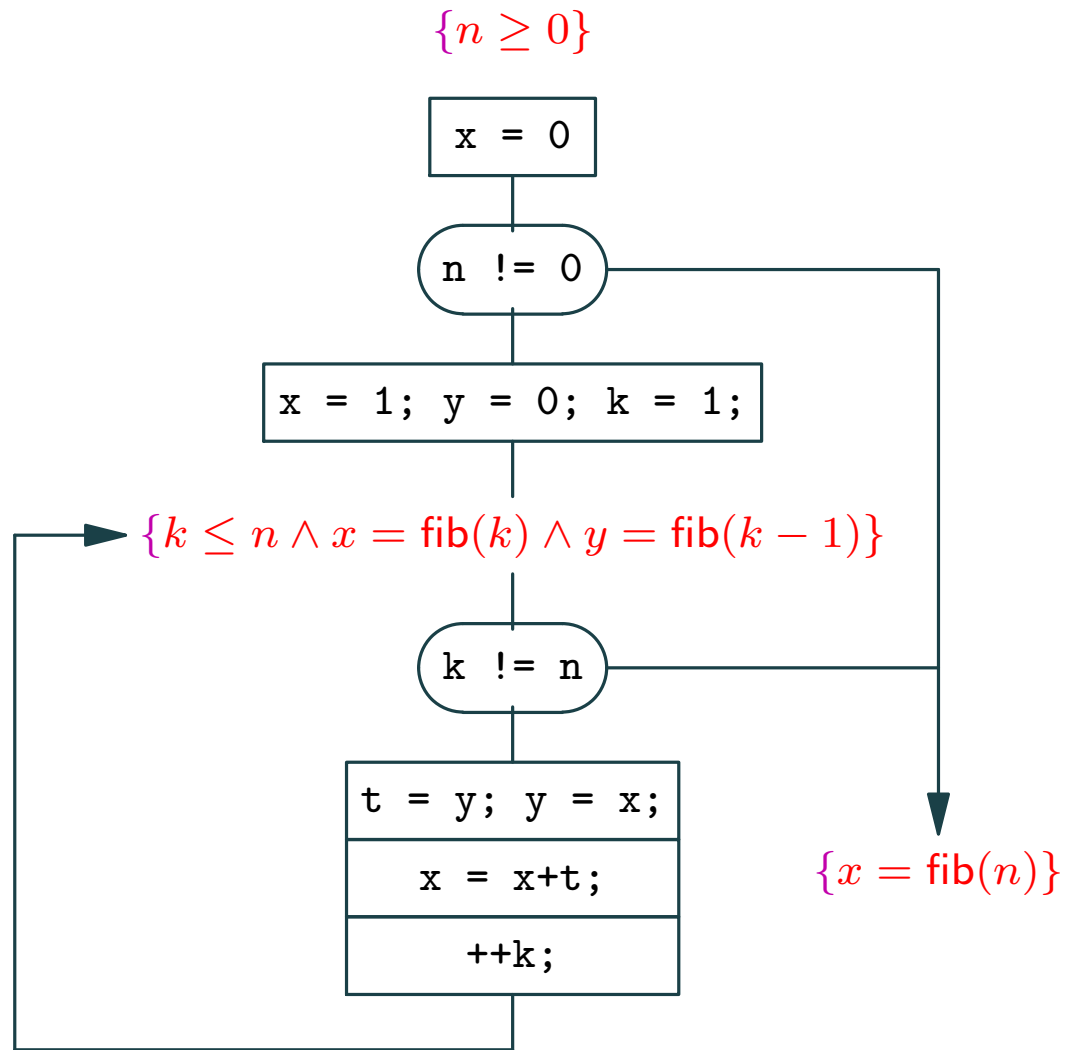 {n ≥ 0}
x = 0
n != 0
x = 1; y = 0; k = 1;
{k ≤ n ∧ x = fib(k) ∧ y = fib(k − 1)}
k != n
t = y; y = x;
x = x+t;
{x = fib(n)}
++k;